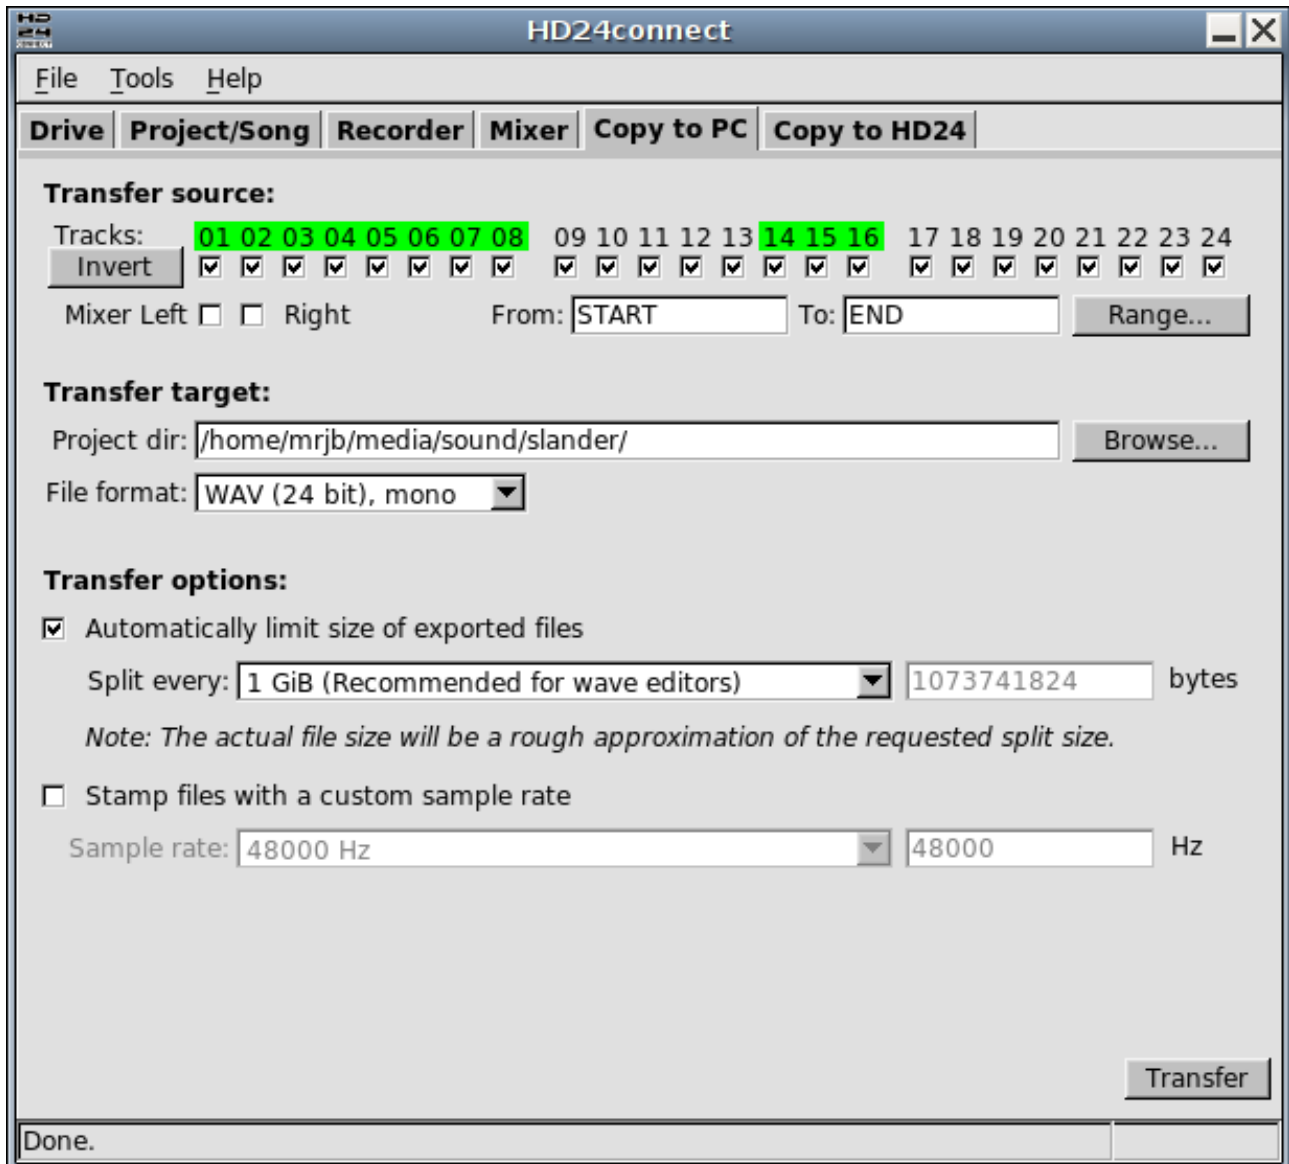 HD24connect
File Tools Help
Drive Project/Song Recorder Mixer Copy to PC Copy to HD24
Transfer source:
Tracks: 01 02 03 04 05 06 07 08 09 10 11 12 13 14 15 16 17 18 19 20 21 22 23 24
Invert
Mixer Left Right From: START To: END Range...
Transfer target:
Project dir: /home/mrjb/media/sound/slander/ Browse...
File format: WAV (24 bit), mono
Transfer options:
Automatically limit size of exported files
Split every: 1 GiB (Recommended for wave editors) 1073741824 bytes
Note: The actual file size will be a rough approximation of the requested split size.
Stamp files with a custom sample rate
Sample rate: 48000 Hz 48000 Hz
Transfer
Done.